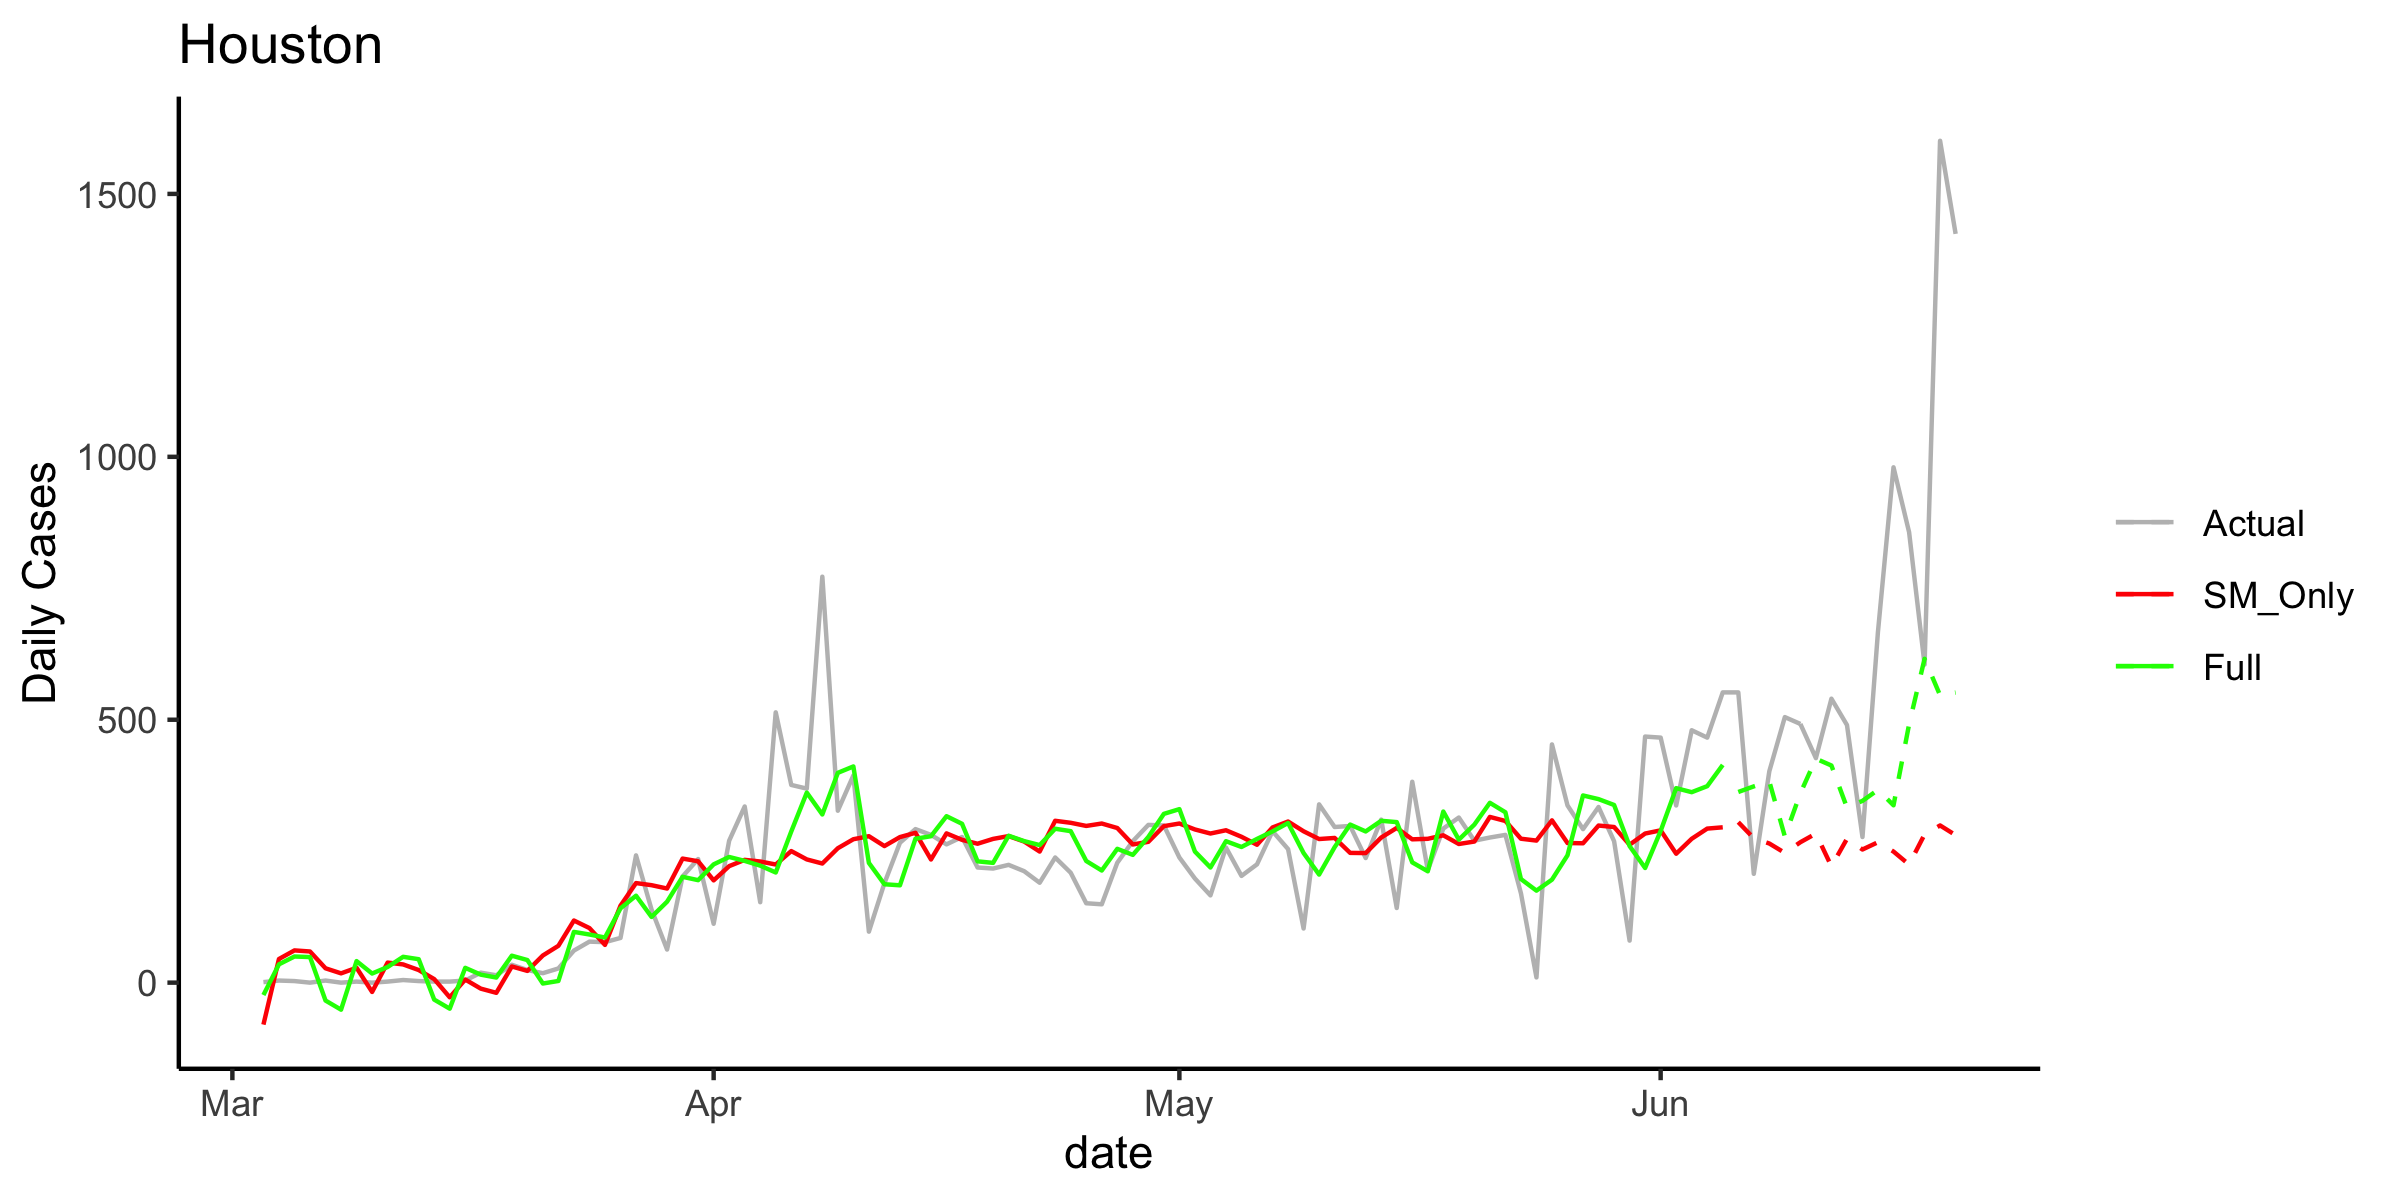 Houston
Daily Cases
1500
1000
500
0
Mar
Apr
May
Jun
date
Actual
SM_Only
Full